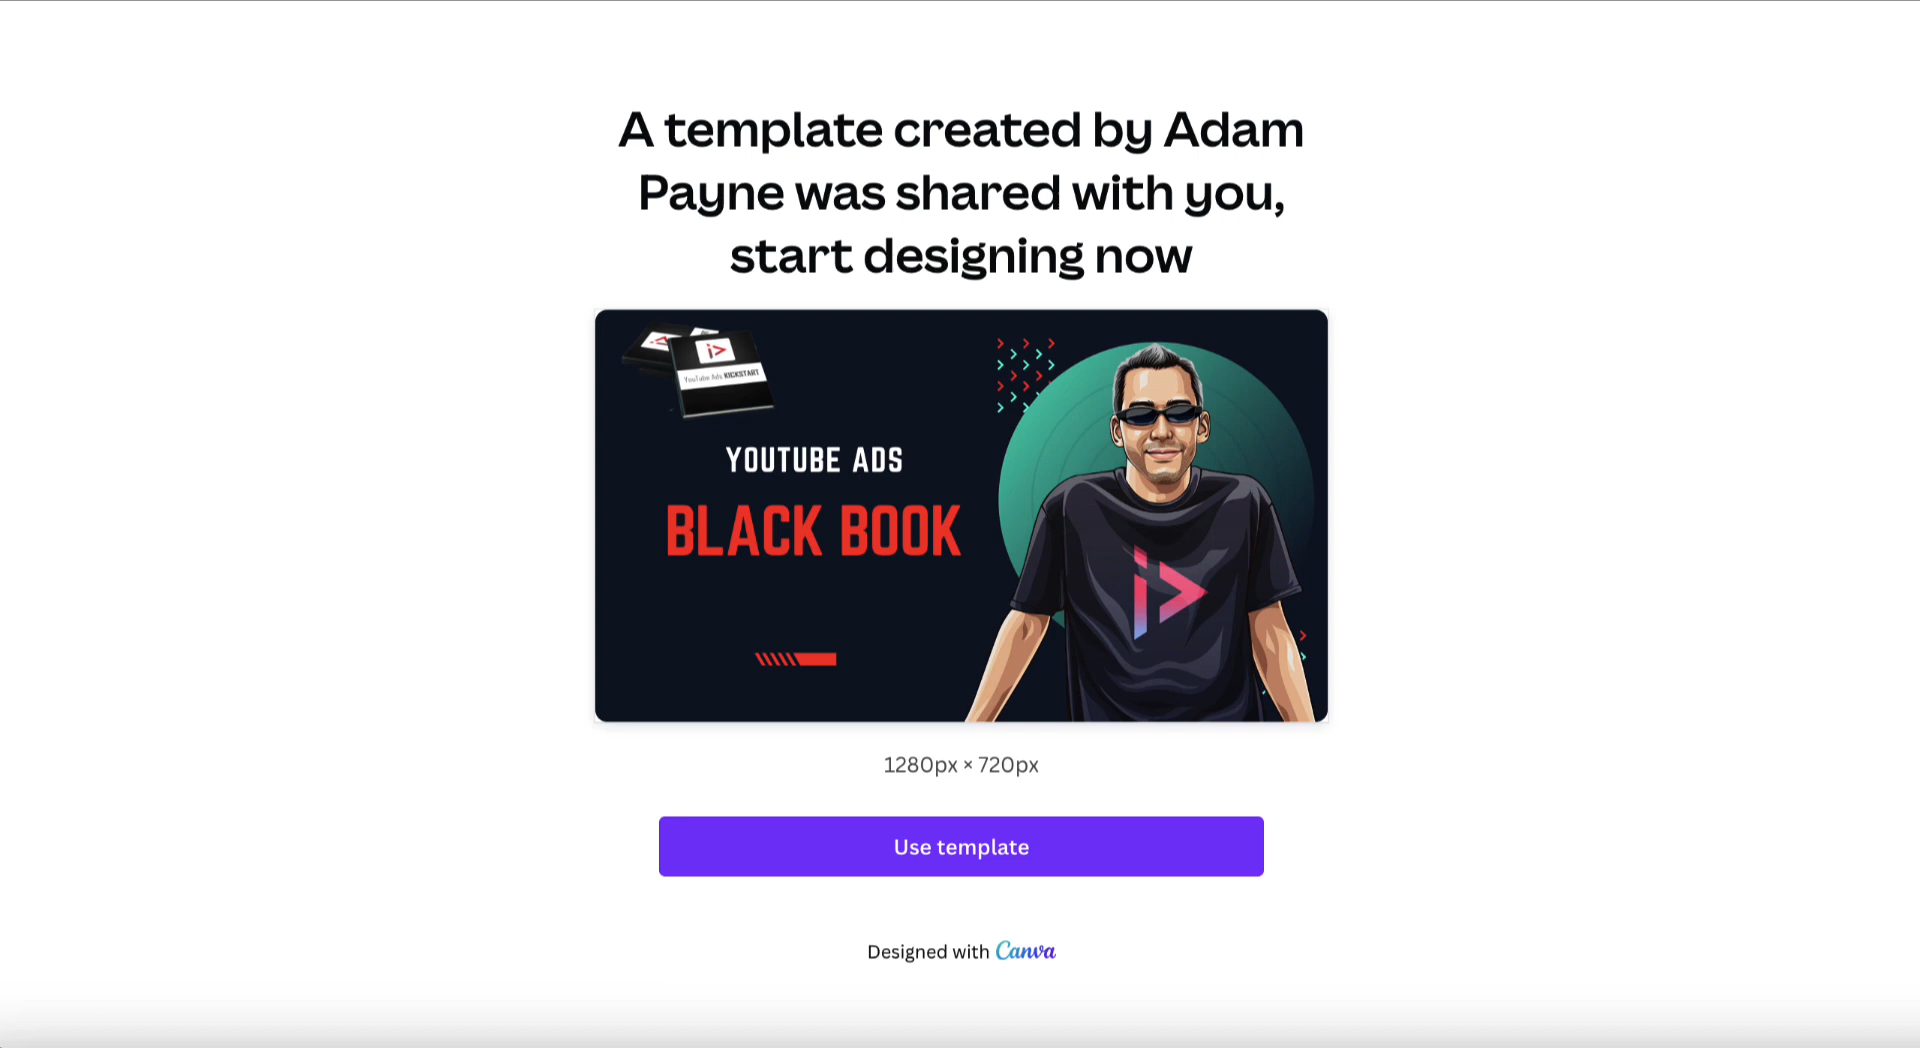 A template created by Adam
Payne was shared with you,
start designing now
YouTube Ads KICKSTART
YOUTUBE ADS
BLACK BOOK
1280px × 720px
Use template
Designed with Canva